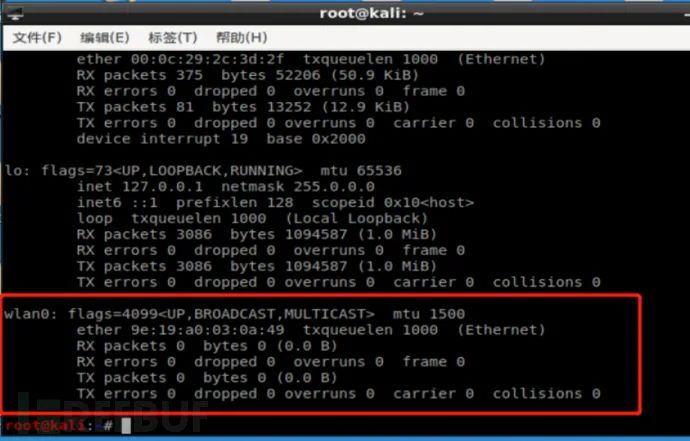 root@kali: ~
文件(F) 编辑(E) 标签(T) 帮助(H)
ether 00:0c:29:2c:3d:2f txqueuelen 1000 (Ethernet)
RX packets 375 bytes 52206 (50.9 KiB)
RX errors 0 dropped 0 overruns 0 frame 0
TX packets 81 bytes 13252 (12.9 KiB)
TX errors 0 dropped 0 overruns 0 carrier 0 collisions 0
device interrupt 19 base 0x2000
lo: flags=73<UP,LOOPBACK,RUNNING> mtu 65536
inet 127.0.0.1 netmask 255.0.0.0
inet6 ::1 prefixlen 128 scopeid 0x10<host>
loop txqueuelen 1000 (Local Loopback)
RX packets 3086 bytes 1094587 (1.0 MiB)
RX errors 0 dropped 0 overruns 0 frame 0
TX packets 3086 bytes 1094587 (1.0 MiB)
TX errors 0 dropped 0 overruns 0 carrier 0 collisions 0
wlan0: flags=4099<UP,BROADCAST,MULTICAST> mtu 1500
ether 9e:19:a0:03:0a:49 txqueuelen 1000 (Ethernet)
RX packets 0 bytes 0 (0.0 B)
RX errors 0 dropped 0 overruns 0 frame 0
TX packets 0 bytes 0 (0.0 B)
TX errors 0 dropped 0 overruns 0 carrier 0 collisions 0
root@kali: ~#